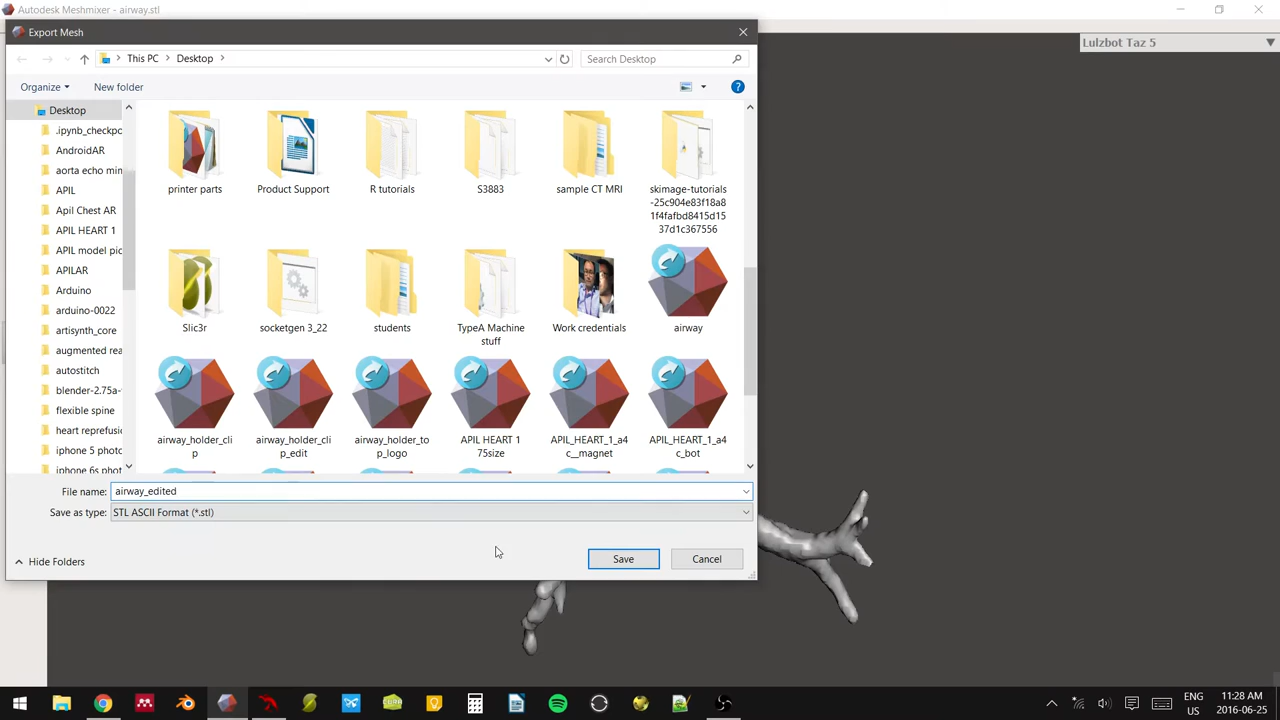 Autodesk Meshmixer - airway.stl
Export Mesh
Lulzbot Taz 5
This PC
Desktop
Search Desktop
Organize
New folder
Desktop
.ipynb_checkpo
AndroidAR
aorta echo min
APIL
Apil Chest AR
APIL HEART 1
APIL model pic
APILAR
Arduino
arduino-0022
artisynth_core
augmented rea
autostitch
blender-2.75a-
flexible spine
heart reprefusi
iphone 5 photo
iphone 6s phot
printer parts
Product Support
R tutorials
S3883
sample CT MRI
skimage-tutorials
-25c904e83f18a8
1f4fafbd8415d15
37d1c367556
Slic3r
socketgen 3_22
students
TypeA Machine
stuff
Work credentials
airway
airway_holder_cli
p
airway_holder_cli
p_edit
airway_holder_to
p_logo
APIL HEART 1
75size
APIL_HEART_1_a4
c__magnet
APIL_HEART_1_a4
c_bot
File name: airway_edited
Save as type: STL ASCII Format (*.stl)
Hide Folders
Save
Cancel
ENG
US
11:28 AM
2016-06-25